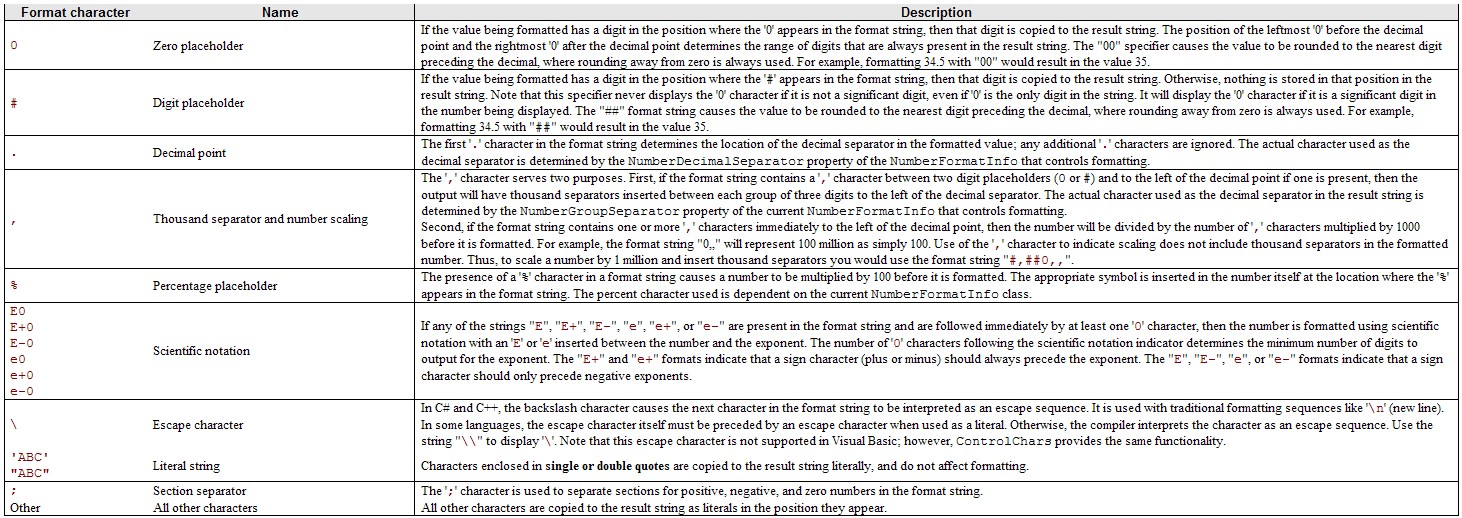 Format character Name Description
0 Zero placeholder If the value being formatted has a digit in the position where the '0' appears in the format string, then that digit is copied to the result string. The position of the leftmost '0' before the decimal
point and the rightmost '0' after the decimal point determines the range of digits that are always present in the result string. The "00" specifier causes the value to be rounded to the nearest digit
preceding the decimal, where rounding away from zero is always used. For example, formatting 34.5 with "00" would result in the value 35.
# Digit placeholder If the value being formatted has a digit in the position where the '#' appears in the format string, then that digit is copied to the result string. Otherwise, nothing is stored in that position in the
result string. Note that this specifier never displays the '0' character if it is not a significant digit, even if '0' is the only digit in the string. It will display the '0' character if it is a significant digit in
the number being displayed. The "##" format string causes the value to be rounded to the nearest digit preceding the decimal, where rounding away from zero is always used. For example,
formatting 34.5 with "##" would result in the value 35.
. Decimal point The first '.' character in the format string determines the location of the decimal separator in the formatted value; any additional '.' characters are ignored. The actual character used as the
decimal separator is determined by the NumberDecimalSeparator property of the NumberFormatInfo that controls formatting.
, Thousand separator and number scaling The ',' character serves two purposes. First, if the format string contains a ',' character between two digit placeholders (0 or #) and to the left of the decimal point if one is present, then the
output will have thousand separators inserted between each group of three digits to the left of the decimal separator. The actual character used as the decimal separator in the result string is
determined by the NumberGroupSeparator property of the current NumberFormatInfo that controls formatting.
Second, if the format string contains one or more ',' characters immediately to the left of the decimal point, then the number will be divided by the number of ',' characters multiplied by 1000
before it is formatted. For example, the format string "0,," will represent 100 million as simply 100. Use of the ',' character to indicate scaling does not include thousand separators in the formatted
number. Thus, to scale a number by 1 million and insert thousand separators you would use the format string "#,##0,,".
% Percentage placeholder The presence of a '%' character in a format string causes a number to be multiplied by 100 before it is formatted. The appropriate symbol is inserted in the number itself at the location where the '%'
appears in the format string. The percent character used is dependent on the current NumberFormatInfo class.
E0
E+0
E-0
e0
e+0
e-0
Scientific notation
If any of the strings "E", "E+", "E-", "e", "e+", or "e-" are present in the format string and are followed immediately by at least one '0' character, then the number is formatted using scientific
notation with an 'E' or 'e' inserted between the number and the exponent. The number of '0' characters following the scientific notation indicator determines the minimum number of digits to
output for the exponent. The "E+" and "e+" formats indicate that a sign character (plus or minus) should always precede the exponent. The "E", "E-", "e", or "e-" formats indicate that a sign
character should only precede negative exponents.
\ Escape character In C# and C++, the backslash character causes the next character in the format string to be interpreted as an escape sequence. It is used with traditional formatting sequences like '\n' (new line).
In some languages, the escape character itself must be preceded by an escape character when used as a literal. Otherwise, the compiler interprets the character as an escape sequence. Use the
string "\\" to display '\'. Note that this escape character is not supported in Visual Basic; however, ControlChars provides the same functionality.
'ABC'
"ABC"
Literal string Characters enclosed in single or double quotes are copied to the result string literally, and do not affect formatting.
; Section separator The ';' character is used to separate sections for positive, negative, and zero numbers in the format string.
Other All other characters All other characters are copied to the result string as literals in the position they appear.